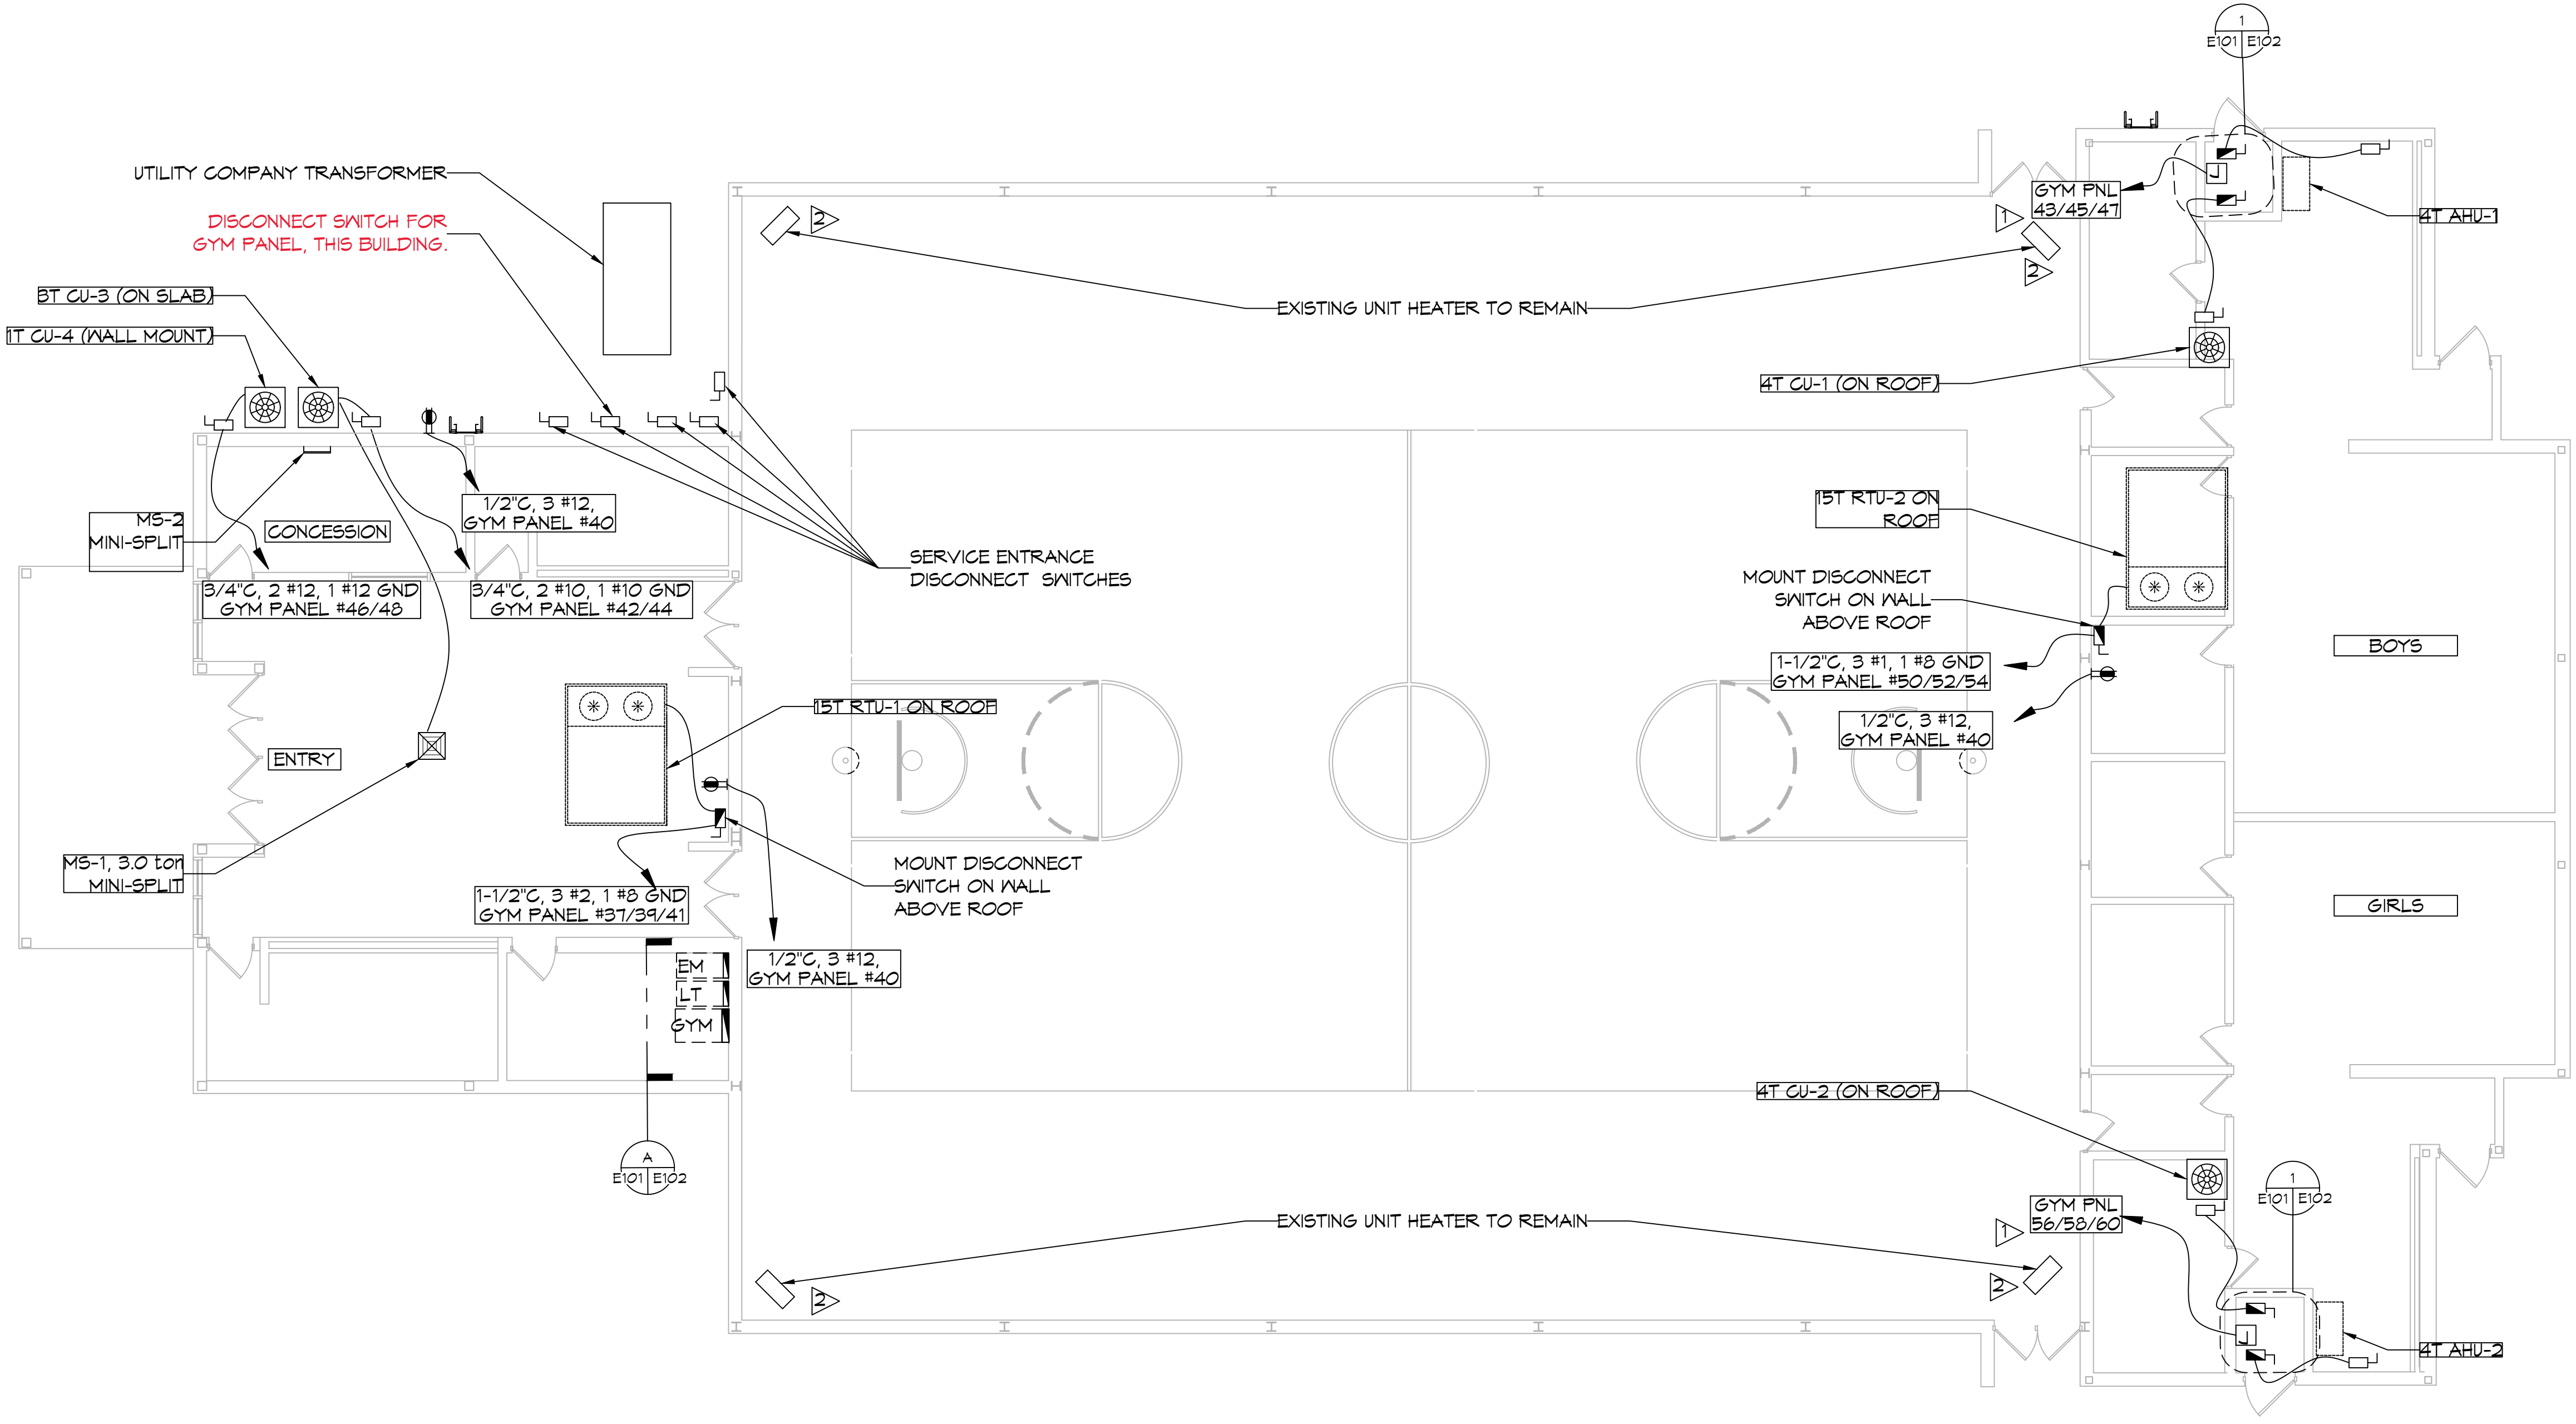 1
E101 E102
UTILITY COMPANY TRANSFORMER
DISCONNECT SWITCH FOR
GYM PANEL, THIS BUILDING.
3T CU-3 (ON SLAB)
1T CU-4 (WALL MOUNT)
2
1
2
GYM PNL
43/45/47
J
4T AHU-1
EXISTING UNIT HEATER TO REMAIN
4T CU-1 (ON ROOF)
MS-2
MINI-SPLIT
CONCESSION
1/2"C, 3 #12,
GYM PANEL #40
3/4"C, 2 #12, 1 #12 GND
GYM PANEL #46/48
3/4"C, 2 #10, 1 #10 GND
GYM PANEL #42/44
SERVICE ENTRANCE
DISCONNECT SWITCHES
15T RTU-2 ON
ROOF
MOUNT DISCONNECT
SWITCH ON WALL
ABOVE ROOF
1-1/2"C, 3 #1, 1 #8 GND
GYM PANEL #50/52/54
1/2"C, 3 #12,
GYM PANEL #40
BOYS
15T RTU-1 ON ROOF
ENTRY
MS-1, 3.0 ton
MINI-SPLIT
1-1/2"C, 3 #2, 1 #8 GND
GYM PANEL #37/39/41
MOUNT DISCONNECT
SWITCH ON WALL
ABOVE ROOF
1/2"C, 3 #12,
GYM PANEL #40
EM
LT
GYM
GIRLS
4T CU-2 (ON ROOF)
A
E101 E102
1
E101 E102
GYM PNL
56/58/60
EXISTING UNIT HEATER TO REMAIN
1
2
2
J
4T AHU-2